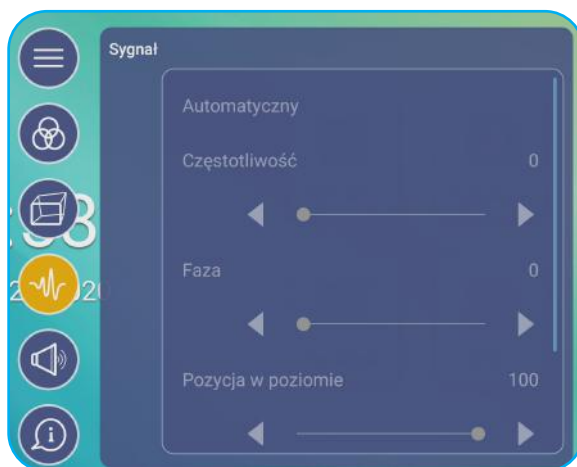 Sygnał
Automatyczny
Częstotliwość 0
Faza 0
Pozycja w poziomie 100